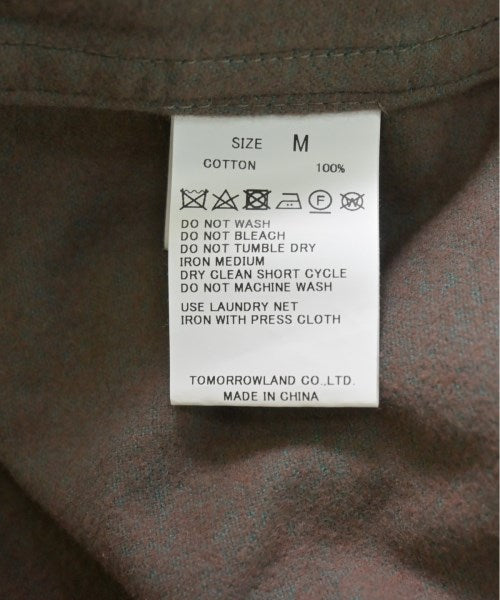 SIZE M
COTTON 100%
F W
DO NOT WASH
DO NOT BLEACH
DO NOT TUMBLE DRY
IRON MEDIUM
DRY CLEAN SHORT CYCLE
DO NOT MACHINE WASH
USE LAUNDRY NET
IRON WITH PRESS CLOTH
TOMORROWLAND CO.,LTD.
MADE IN CHINA